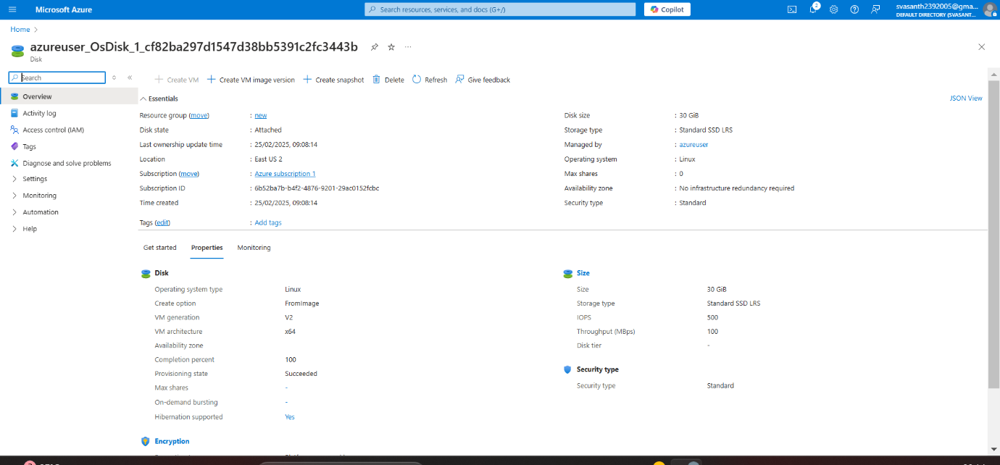 Microsoft Azure
Search resources, services, and docs (G+/)
Copilot
2
svasanth2392005@gma...
DEFAULT DIRECTORY (SVASANT...
Home >
azureuser_OsDisk_1_cf82ba297d1547d38bb5391c2fc3443b
Disk
Search
Overview
Activity log
Access control (IAM)
Tags
Diagnose and solve problems
Settings
Monitoring
Automation
Help
Create VM
Create VM image version
Create snapshot
Delete
Refresh
Give feedback
Essentials
JSON View
Resource group (move) : new
Disk state : Attached
Last ownership update time : 25/02/2025, 09:08:14
Location : East US 2
Subscription (move) : Azure subscription 1
Subscription ID : 6b52ba7b-b4f2-4876-9201-29ac0152fcbc
Time created : 25/02/2025, 09:08:14
Tags (edit) : Add tags
Disk size : 30 GiB
Storage type : Standard SSD LRS
Managed by : azureuser
Operating system : Linux
Max shares : 0
Availability zone : No infrastructure redundancy required
Security type : Standard
Get started
Properties
Monitoring
Disk
Operating system type Linux
Create option FromImage
VM generation V2
VM architecture x64
Availability zone
Completion percent 100
Provisioning state Succeeded
Max shares -
On-demand bursting -
Hibernation supported Yes
Encryption
Size
Size 30 GiB
Storage type Standard SSD LRS
IOPS 500
Throughput (MBps) 100
Disk tier -
Security type
Security type Standard